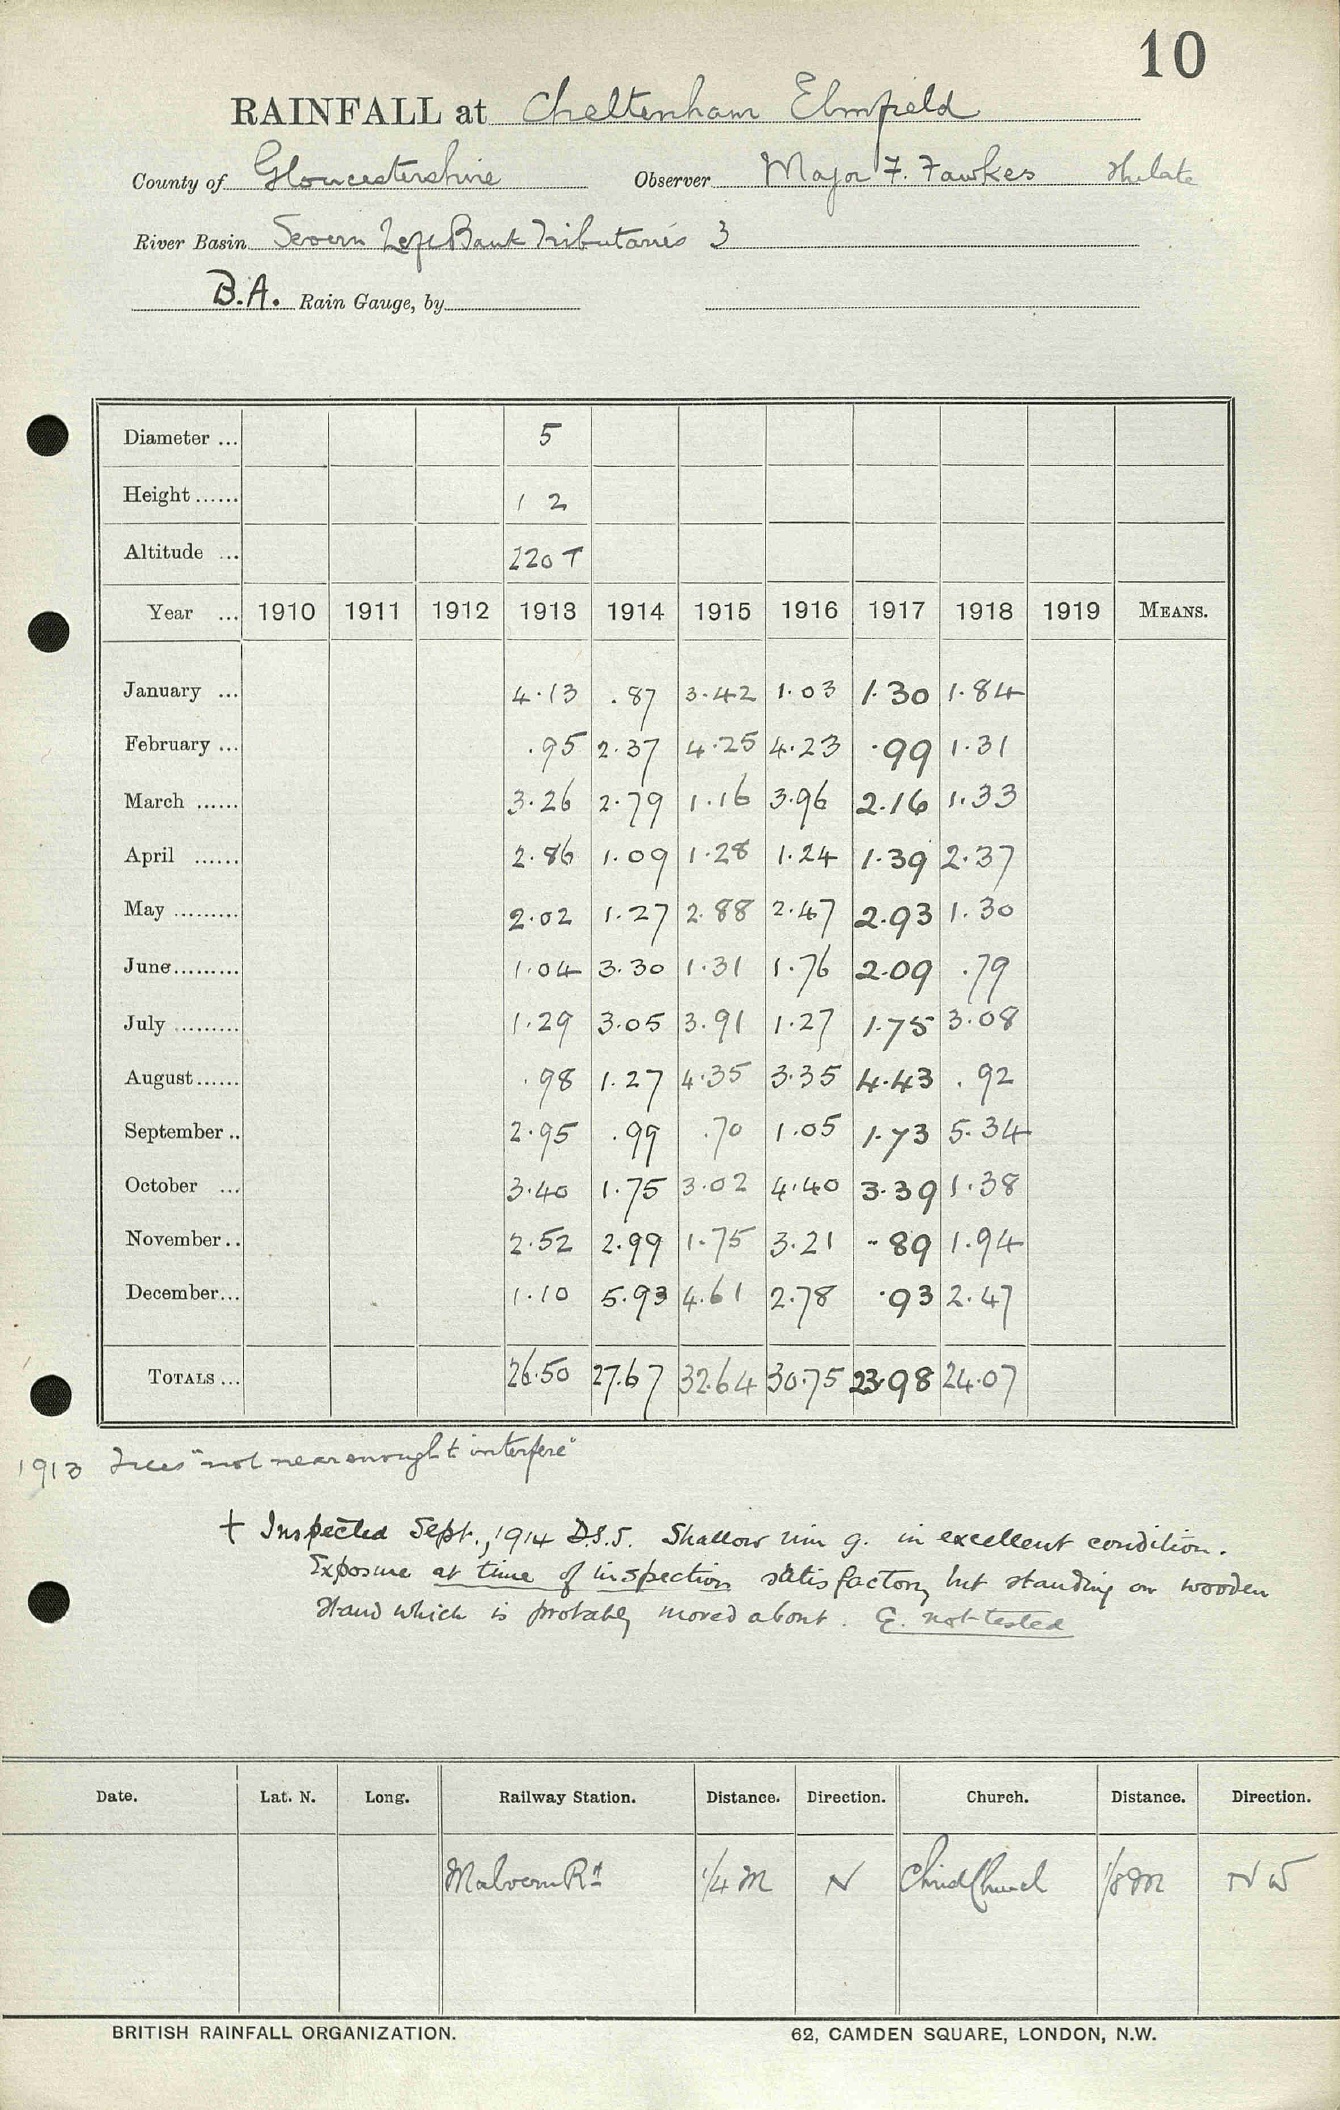 10
RAINFALL at Cheltenham Elmfield
County of Gloucestershire Observer Major F. Fawkes
River Basin Severn Left Bank Tributaries 3
B.A. Rain Gauge, by
Diameter ... 5
Height ...... 1 2
Altitude ... 220 T
Year ... 1910 1911 1912 1913 1914 1915 1916 1917 1918 1919 MEANS.
January ... 4.13 .87 3.42 1.03 1.30 1.84
February ... .95 2.37 4.25 4.23 .99 1.31
March ...... 3.26 2.79 1.16 3.96 2.16 1.33
April ...... 2.86 1.09 1.28 1.24 1.39 2.37
May ......... 2.02 1.27 2.88 2.47 2.93 1.30
June......... 1.04 3.30 1.31 1.76 2.09 .79
July ......... 1.29 3.05 3.91 1.27 1.75 3.08
August...... .98 1.27 4.35 3.35 4.43 .92
September .. 2.95 .99 .70 1.05 1.73 5.34
October ... 3.40 1.75 3.02 4.40 3.39 1.38
November .. 2.52 2.99 1.75 3.21 .89 1.94
December... 1.10 5.93 4.61 2.78 .93 2.47
TOTALS ... 26.50 27.67 32.64 30.75 23.98 24.07
1913 Trees "not near enough to interfere"
† Inspected Sept., 1914 D.S.S. Shallow rim g. in excellent condition.
Exposure at time of inspection satisfactory but standing on wooden
stand which is probably moved about. G. not tested
Date. Lat. N. Long. Railway Station. Distance. Direction. Church. Distance. Direction.
Malvern Rd 1/4 M N Christ Church 1/8 M N W
BRITISH RAINFALL ORGANIZATION. 62, CAMDEN SQUARE, LONDON, N.W.